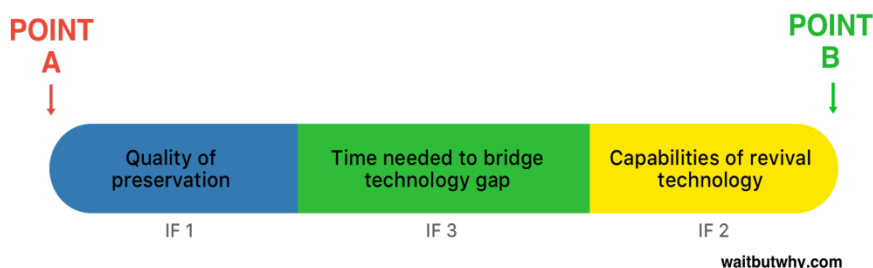 POINT
A
POINT
B
Quality of
preservation
Time needed to bridge
technology gap
Capabilities of revival
technology
IF 1
IF 3
IF 2
waitbutwhy.com